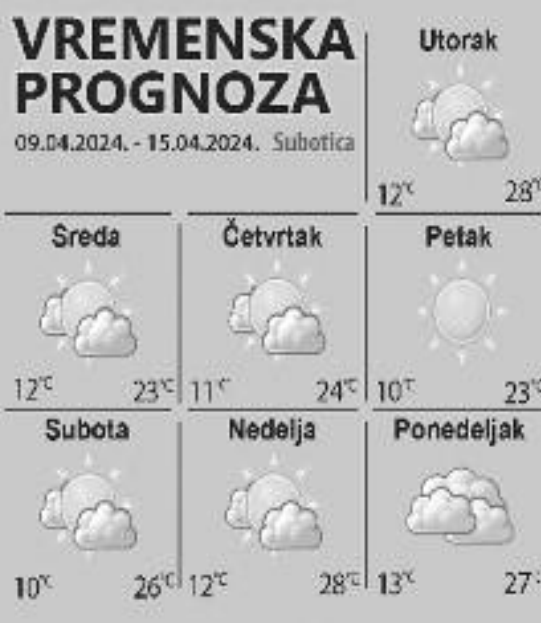 VREMENSKA
PROGNOZA
09.04.2024. - 15.04.2024. Subotica
Utorak
12°C 28°C
Sreda
12°C 23°C
Četvrtak
11°C 24°C
Petak
10°C 23°C
Subota
10°C 26°C
Nedelja
12°C 28°C
Ponedeljak
13°C 27°